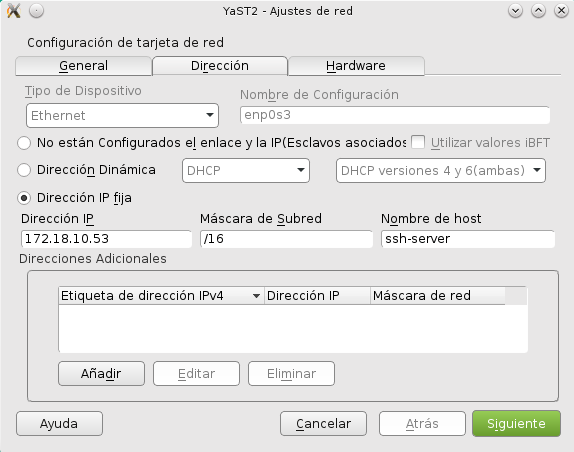 YaST2 - Ajustes de red
Configuración de tarjeta de red
General Dirección Hardware
Tipo de Dispositivo Nombre de Configuración
Ethernet enp0s3
No están Configurados el enlace y la IP(Esclavos asociados Utilizar valores iBFT
Dirección Dinámica DHCP DHCP versiones 4 y 6(ambas)
Dirección IP fija
Dirección IP Máscara de Subred Nombre de host
172.18.10.53 /16 ssh-server
Direcciones Adicionales
Etiqueta de dirección IPv4 Dirección IP Máscara de red
Añadir Editar Eliminar
Ayuda Cancelar Atrás Siguiente